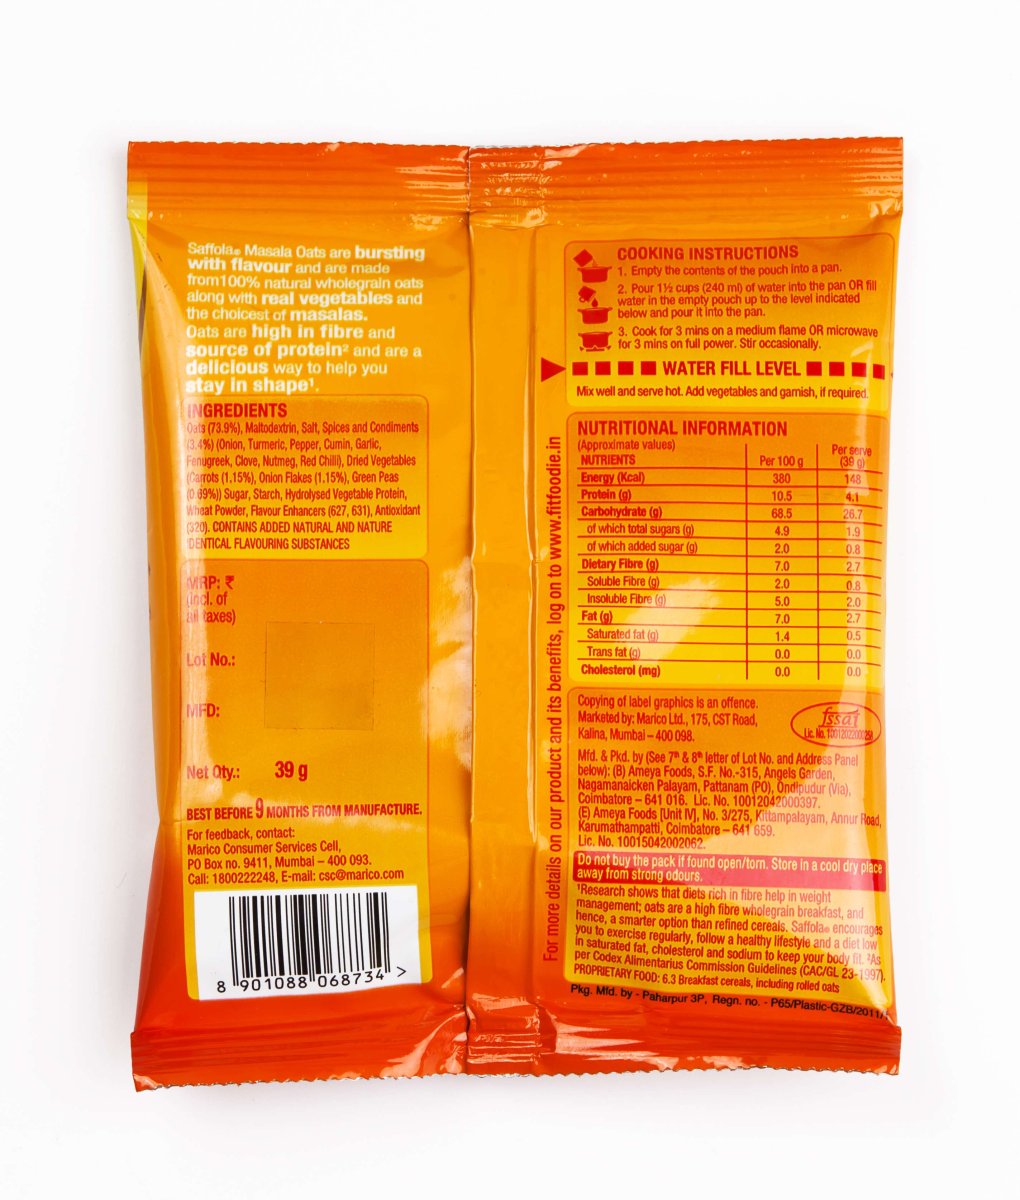 Saffola® Masala Oats are bursting
with flavour and are made
from100% natural wholegrain oats
along with real vegetables and
the choicest of masalas.
Oats are high in fibre and
source of protein² and are a
delicious way to help you
stay in shape¹.
INGREDIENTS
Oats (73.9%), Maltodextrin, Salt, Spices and Condiments
(3.4%) (Onion, Turmeric, Pepper, Cumin, Garlic,
Fenugreek, Clove, Nutmeg, Red Chilli), Dried Vegetables
(Carrots (1.15%), Onion Flakes (1.15%), Green Peas
(0.69%)) Sugar, Starch, Hydrolysed Vegetable Protein,
Wheat Powder, Flavour Enhancers (627, 631), Antioxidant
(320). CONTAINS ADDED NATURAL AND NATURE
IDENTICAL FLAVOURING SUBSTANCES
MRP: ₹
(Incl. of
all taxes)
Lot No.:
MFD:
Net Qty.: 39 g
BEST BEFORE 9 MONTHS FROM MANUFACTURE.
For feedback, contact:
Marico Consumer Services Cell,
PO Box no. 9411, Mumbai – 400 093.
Call: 1800222248, E-mail: csc@marico.com
8 901088 068734 >
For more details on our product and its benefits, log on to www.fitfoodie.in
COOKING INSTRUCTIONS
1. Empty the contents of the pouch into a pan.
2. Pour 1½ cups (240 ml) of water into the pan OR fill
water in the empty pouch up to the level indicated
below and pour it into the pan.
3. Cook for 3 mins on a medium flame OR microwave
for 3 mins on full power. Stir occasionally.
WATER FILL LEVEL
Mix well and serve hot. Add vegetables and garnish, if required.
NUTRITIONAL INFORMATION
(Approximate values)
NUTRIENTS Per 100 g Per serve (39 g)
Energy (Kcal) 380 148
Protein (g) 10.5 4.1
Carbohydrate (g) 68.5 26.7
of which total sugars (g) 4.9 1.9
of which added sugar (g) 2.0 0.8
Dietary Fibre (g) 7.0 2.7
Soluble Fibre (g) 2.0 0.8
Insoluble Fibre (g) 5.0 2.0
Fat (g) 7.0 2.7
Saturated fat (g) 1.4 0.5
Trans fat (g) 0.0 0.0
Cholesterol (mg) 0.0 0.0
Copying of label graphics is an offence.
Marketed by: Marico Ltd., 175, CST Road,
Kalina, Mumbai – 400 098.
fssai
Lic. No.
Mfd. & Pkd. by (See 7th & 8th letter of Lot No. and Address Panel
below): (B) Ameya Foods, S.F. No.-315, Angels Garden,
Nagamanaicken Palayam, Pattanam (PO), Ondipudur (Via),
Coimbatore – 641 016. Lic. No. 10012042000397.
(E) Ameya Foods [Unit IV], No. 3/275, Kittampalayam, Annur Road,
Karumathampatti, Coimbatore – 641 659.
Lic. No. 10015042002062.
Do not buy the pack if found open/torn. Store in a cool dry place
away from strong odours.
¹Research shows that diets rich in fibre help in weight
management; oats are a high fibre wholegrain breakfast, and
hence, a smarter option than refined cereals. Saffola® encourages
you to exercise regularly, follow a healthy lifestyle and a diet low
in saturated fat, cholesterol and sodium to keep your body fit. ²As
per Codex Alimentarius Commission Guidelines (CAC/GL 23-1997).
PROPRIETARY FOOD: 6.3 Breakfast cereals, including rolled oats
Pkg. Mfd. by - Paharpur 3P, Regn. no. - P65/Plastic-GZB/2011/